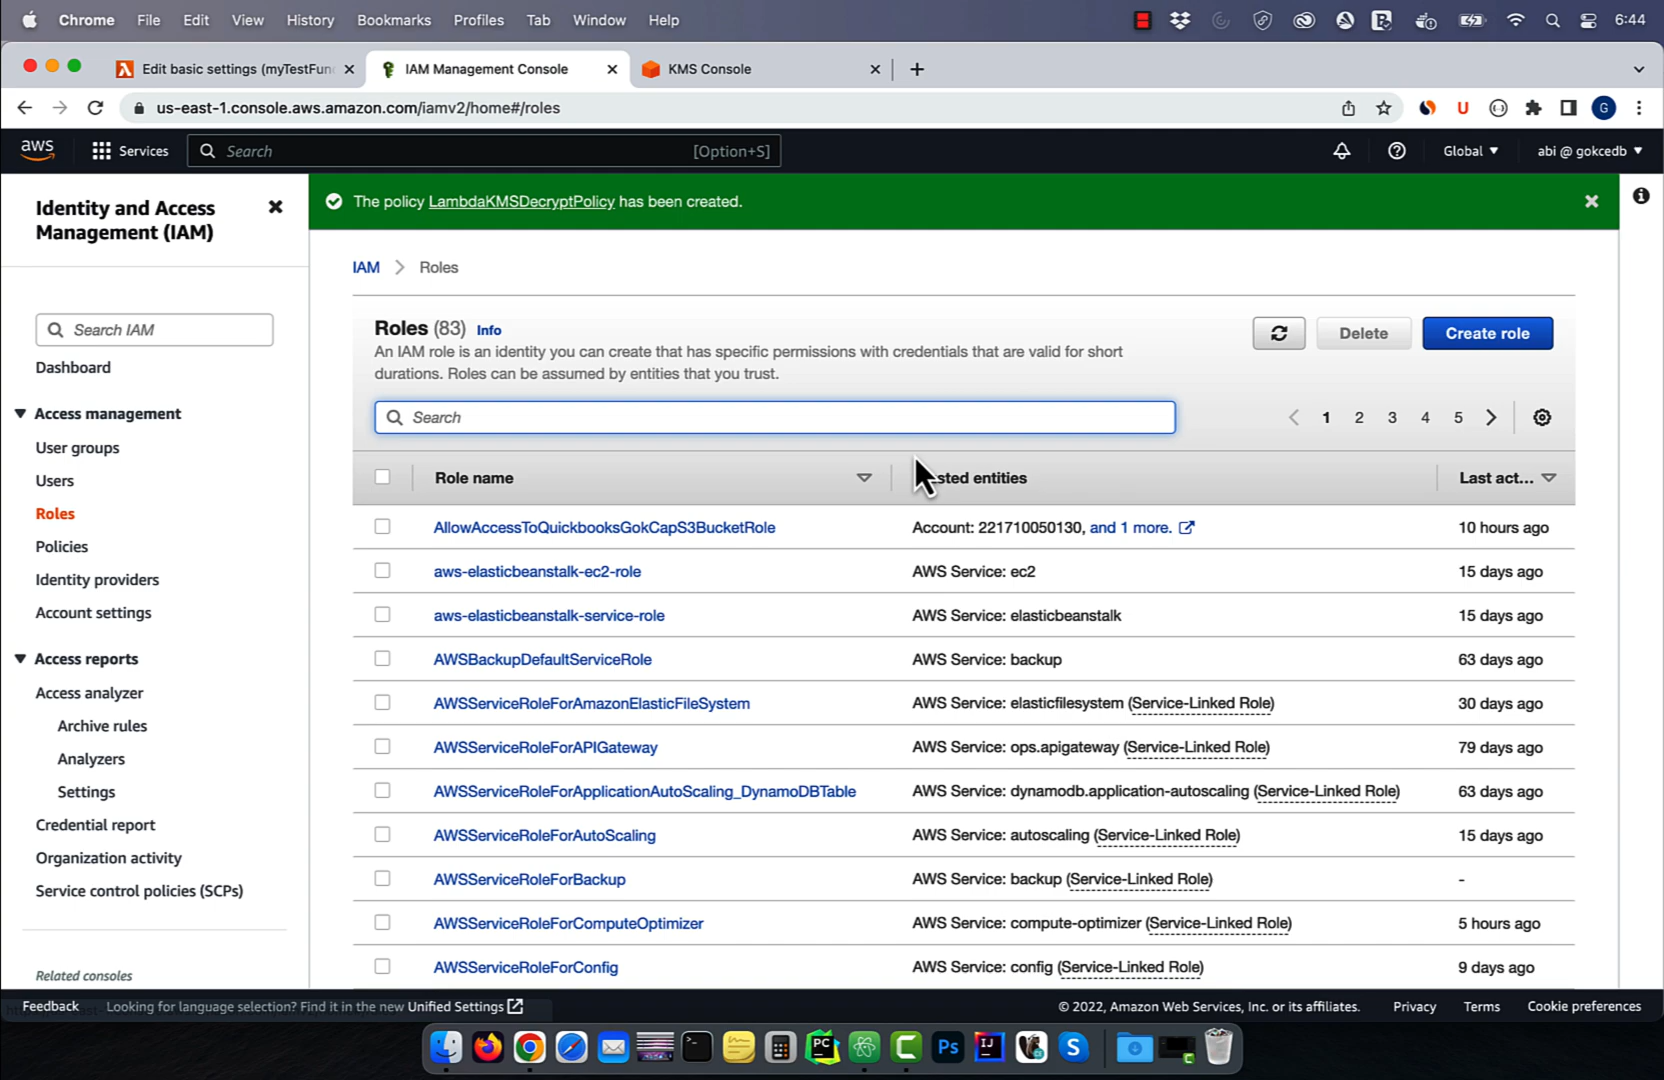 Chrome File Edit View History Bookmarks Profiles Tab Window Help 6:44
Edit basic settings (myTestFun IAM Management Console KMS Console
us-east-1.console.aws.amazon.com/iamv2/home#/roles U G
aws Services Search [Option+S] Global abi @ gokcedb
Identity and Access
Management (IAM)
The policy LambdaKMSDecryptPolicy has been created.
IAM > Roles
Search IAM
Dashboard
Access management
User groups
Users
Roles
Policies
Identity providers
Account settings
Access reports
Access analyzer
Archive rules
Analyzers
Settings
Credential report
Organization activity
Service control policies (SCPs)
Related consoles
Roles (83) Info
An IAM role is an identity you can create that has specific permissions with credentials that are valid for short
durations. Roles can be assumed by entities that you trust.
Delete Create role
Search
1 2 3 4 5
Role name sted entities Last act...
AllowAccessToQuickbooksGokCapS3BucketRole Account: 221710050130, and 1 more. 10 hours ago
aws-elasticbeanstalk-ec2-role AWS Service: ec2 15 days ago
aws-elasticbeanstalk-service-role AWS Service: elasticbeanstalk 15 days ago
AWSBackupDefaultServiceRole AWS Service: backup 63 days ago
AWSServiceRoleForAmazonElasticFileSystem AWS Service: elasticfilesystem (Service-Linked Role) 30 days ago
AWSServiceRoleForAPIGateway AWS Service: ops.apigateway (Service-Linked Role) 79 days ago
AWSServiceRoleForApplicationAutoScaling_DynamoDBTable AWS Service: dynamodb.application-autoscaling (Service-Linked Role) 63 days ago
AWSServiceRoleForAutoScaling AWS Service: autoscaling (Service-Linked Role) 15 days ago
AWSServiceRoleForBackup AWS Service: backup (Service-Linked Role) -
AWSServiceRoleForComputeOptimizer AWS Service: compute-optimizer (Service-Linked Role) 5 hours ago
AWSServiceRoleForConfig AWS Service: config (Service-Linked Role) 9 days ago
Feedback Looking for language selection? Find it in the new Unified Settings © 2022, Amazon Web Services, Inc. or its affiliates. Privacy Terms Cookie preferences
PC Ps IJ